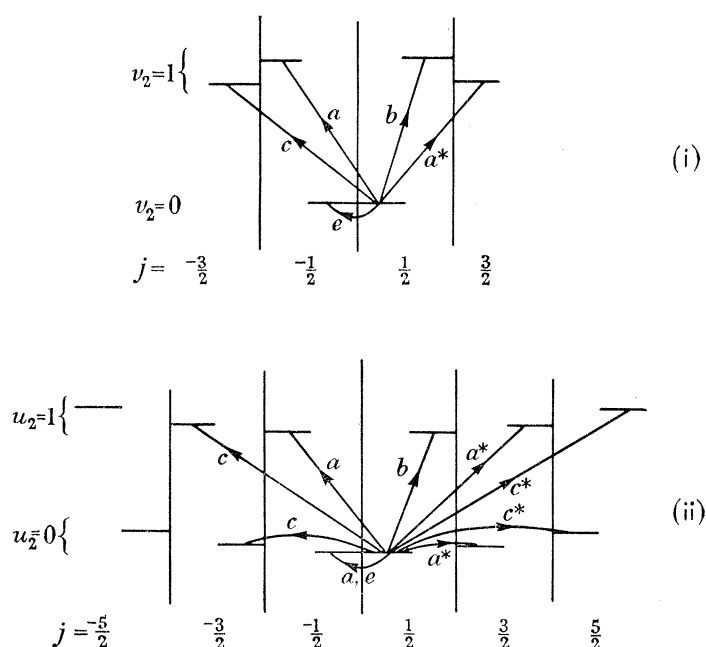 v₂=1{
a
b
c
a*
(i)
v₂=0
e
j= -3/2 -1/2 1/2 3/2
u₂=1{
a
a*
c
b
c*
(ii)
c
c*
u₂=0{
a*
a, e
j= -5/2 -3/2 -1/2 1/2 3/2 5/2